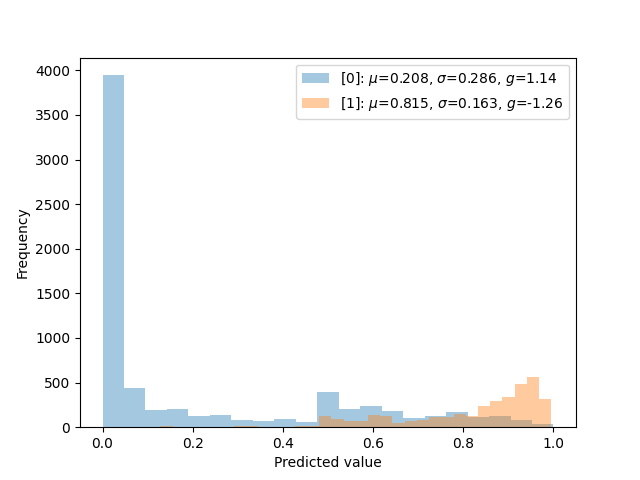 4000
3500
3000
2500
2000
1500
1000
500
0
Frequency
[0]: μ=0.208, σ=0.286, g=1.14
[1]: μ=0.815, σ=0.163, g=-1.26
0.0 0.2 0.4 0.6 0.8 1.0
Predicted value